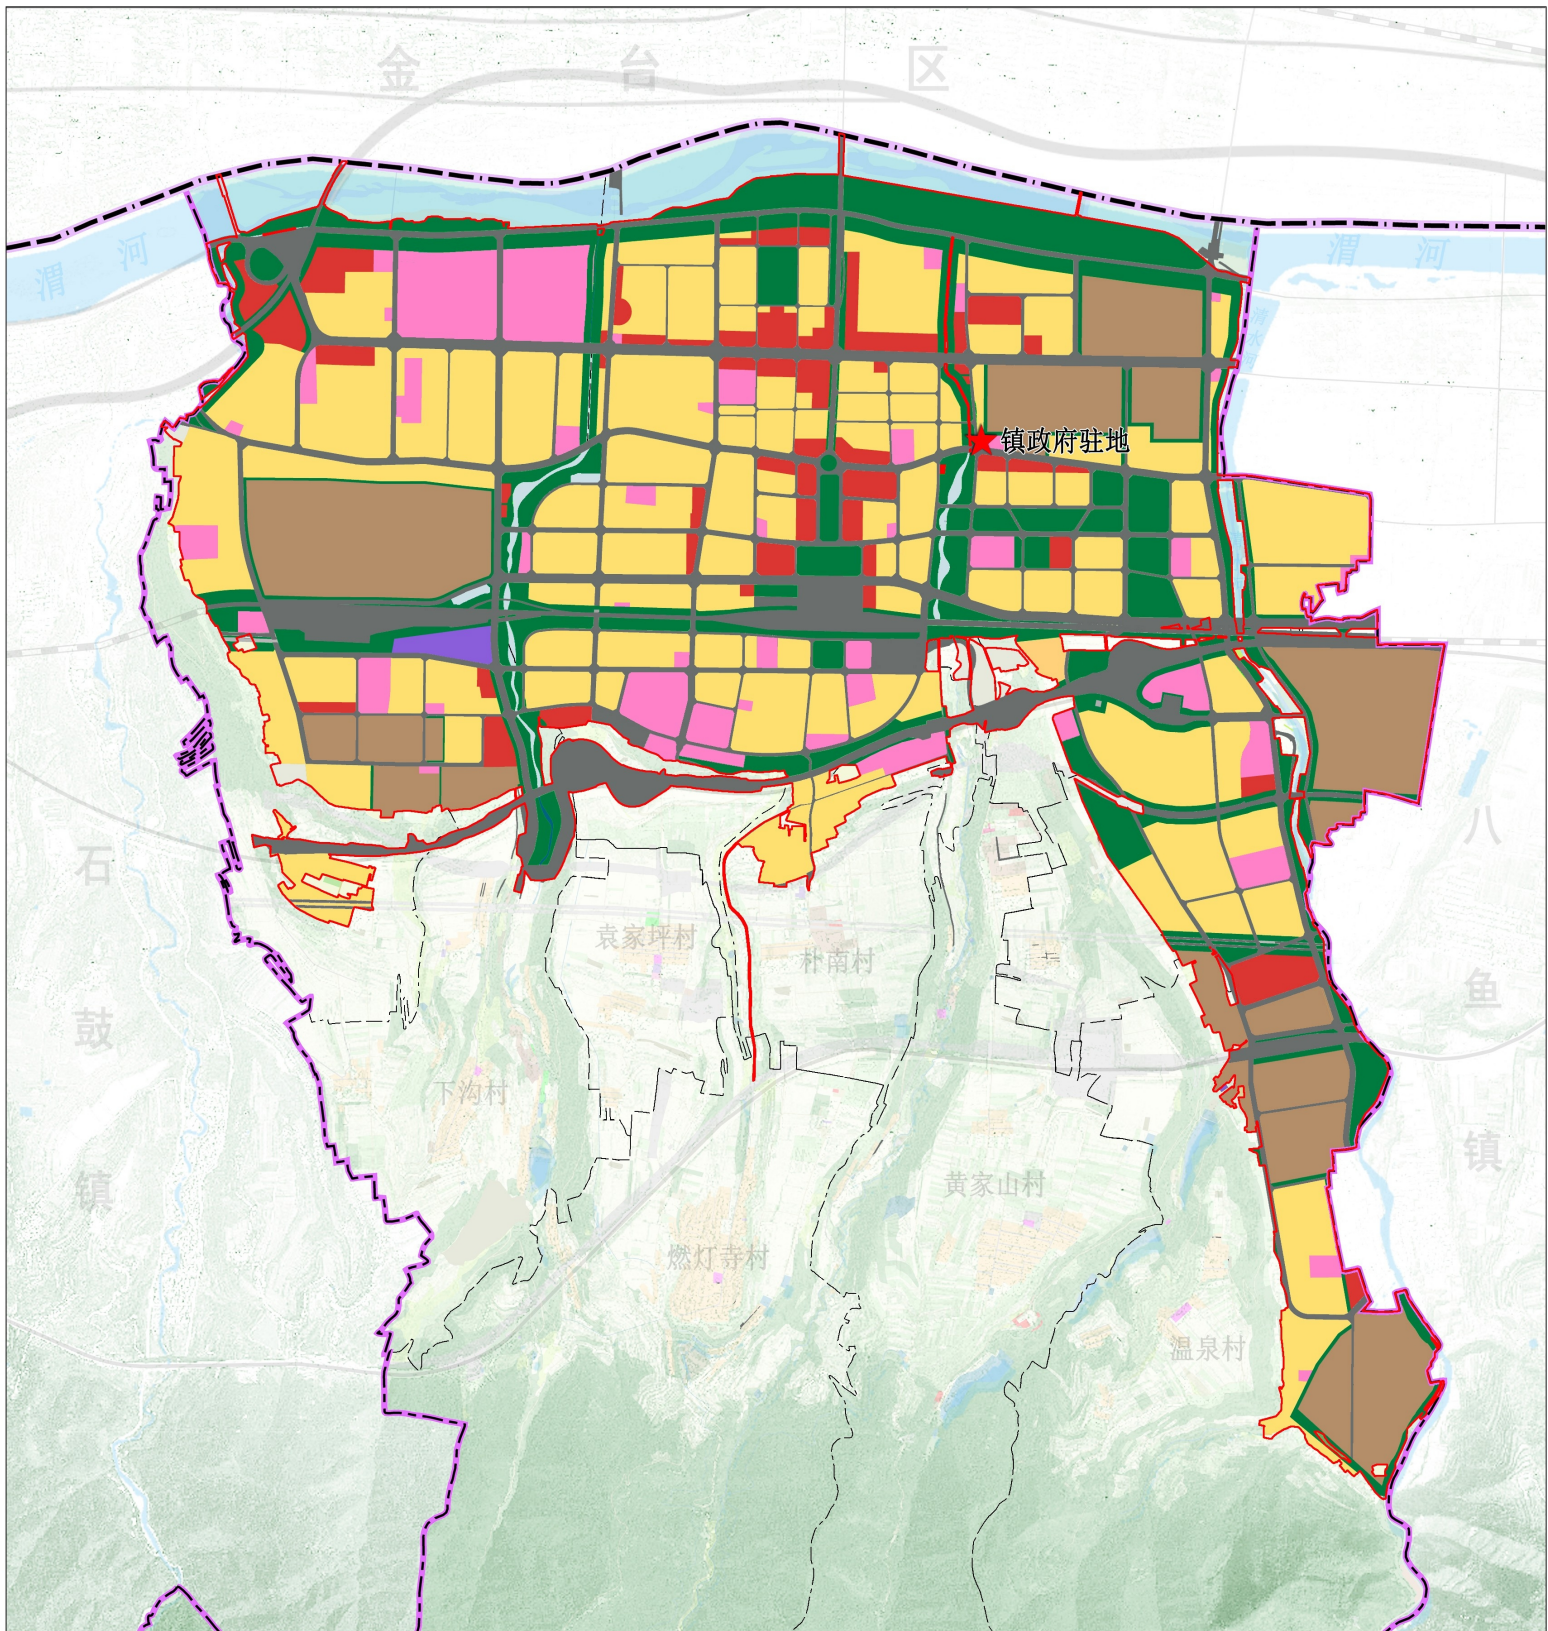 金台区
渭河
渭河
镇政府驻地
石鼓镇
八鱼镇
袁家坪村
朴南村
下沟村
黄家山村
燃灯寺村
温泉村